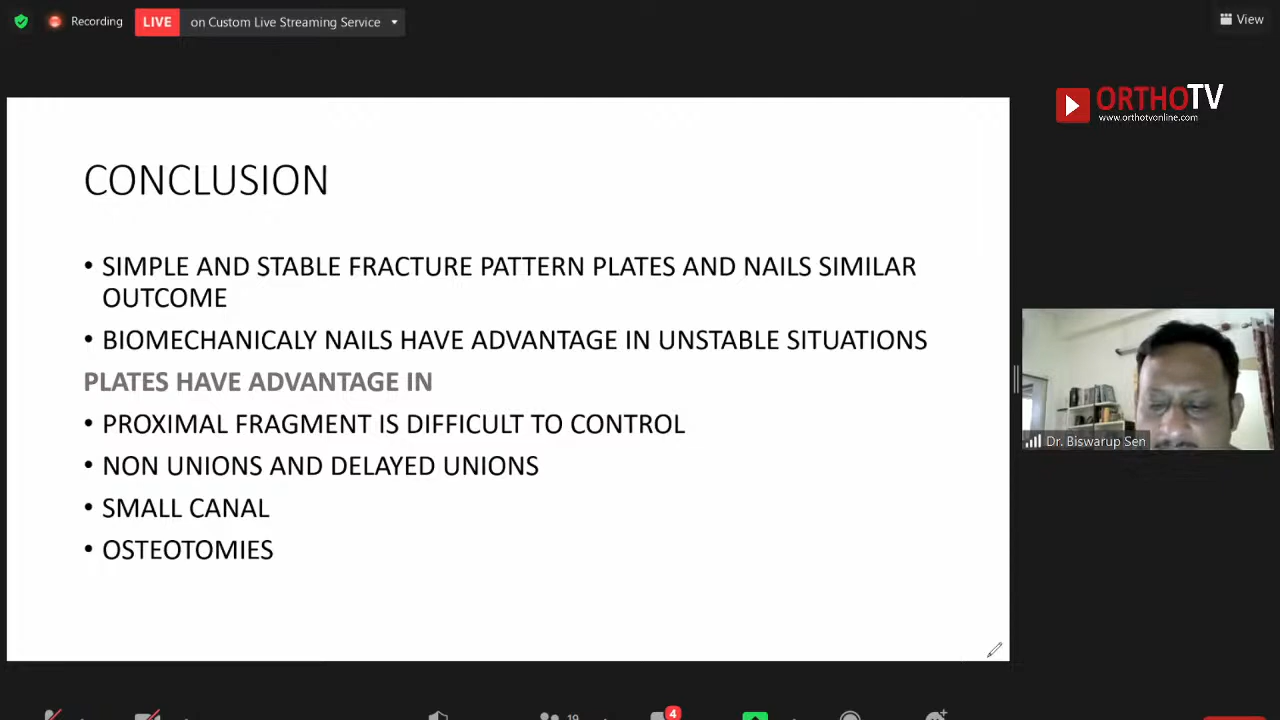 Recording
LIVE
on Custom Live Streaming Service
View
ORTHOTV
www.orthotvonline.com
CONCLUSION
• SIMPLE AND STABLE FRACTURE PATTERN PLATES AND NAILS SIMILAR
OUTCOME
• BIOMECHANICALY NAILS HAVE ADVANTAGE IN UNSTABLE SITUATIONS
PLATES HAVE ADVANTAGE IN
• PROXIMAL FRAGMENT IS DIFFICULT TO CONTROL
• NON UNIONS AND DELAYED UNIONS
• SMALL CANAL
• OSTEOTOMIES
Dr. Biswarup Sen
19
4